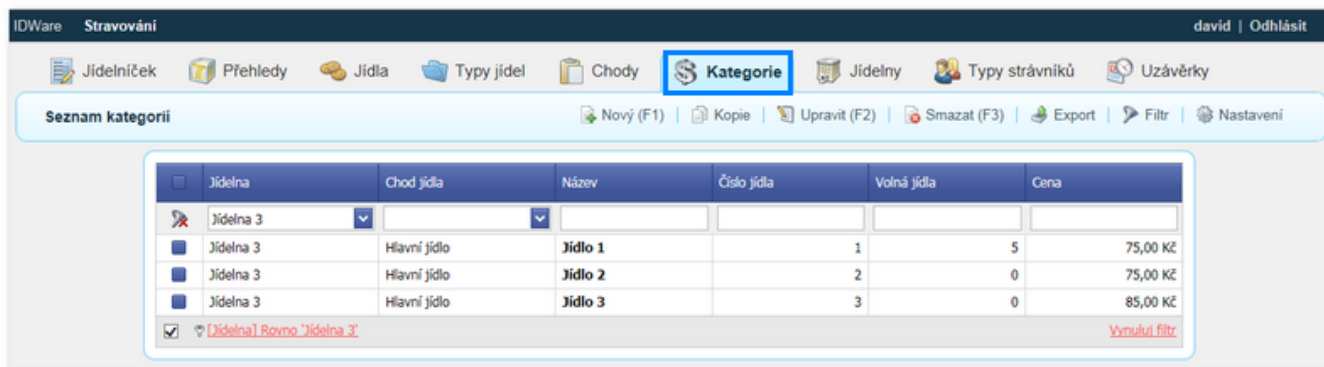 IDWare Stravování david | Odhlásit
Jídelníček Přehledy Jídla Typy jídel Chody Kategorie Jídelny Typy strávníků Uzávěrky
Seznam kategorií Nový (F1) | Kopie | Upravit (F2) | Smazat (F3) | Export | Filtr | Nastavení
Jídelna Chod jídla Název Číslo jídla Volná jídla Cena
Jídelna 3
Jídelna 3 Hlavní jídlo Jídlo 1 1 5 75,00 Kč
Jídelna 3 Hlavní jídlo Jídlo 2 2 0 75,00 Kč
Jídelna 3 Hlavní jídlo Jídlo 3 3 0 85,00 Kč
[Jídelna] Rovno 'Jídelna 3' Vynuluj filtr